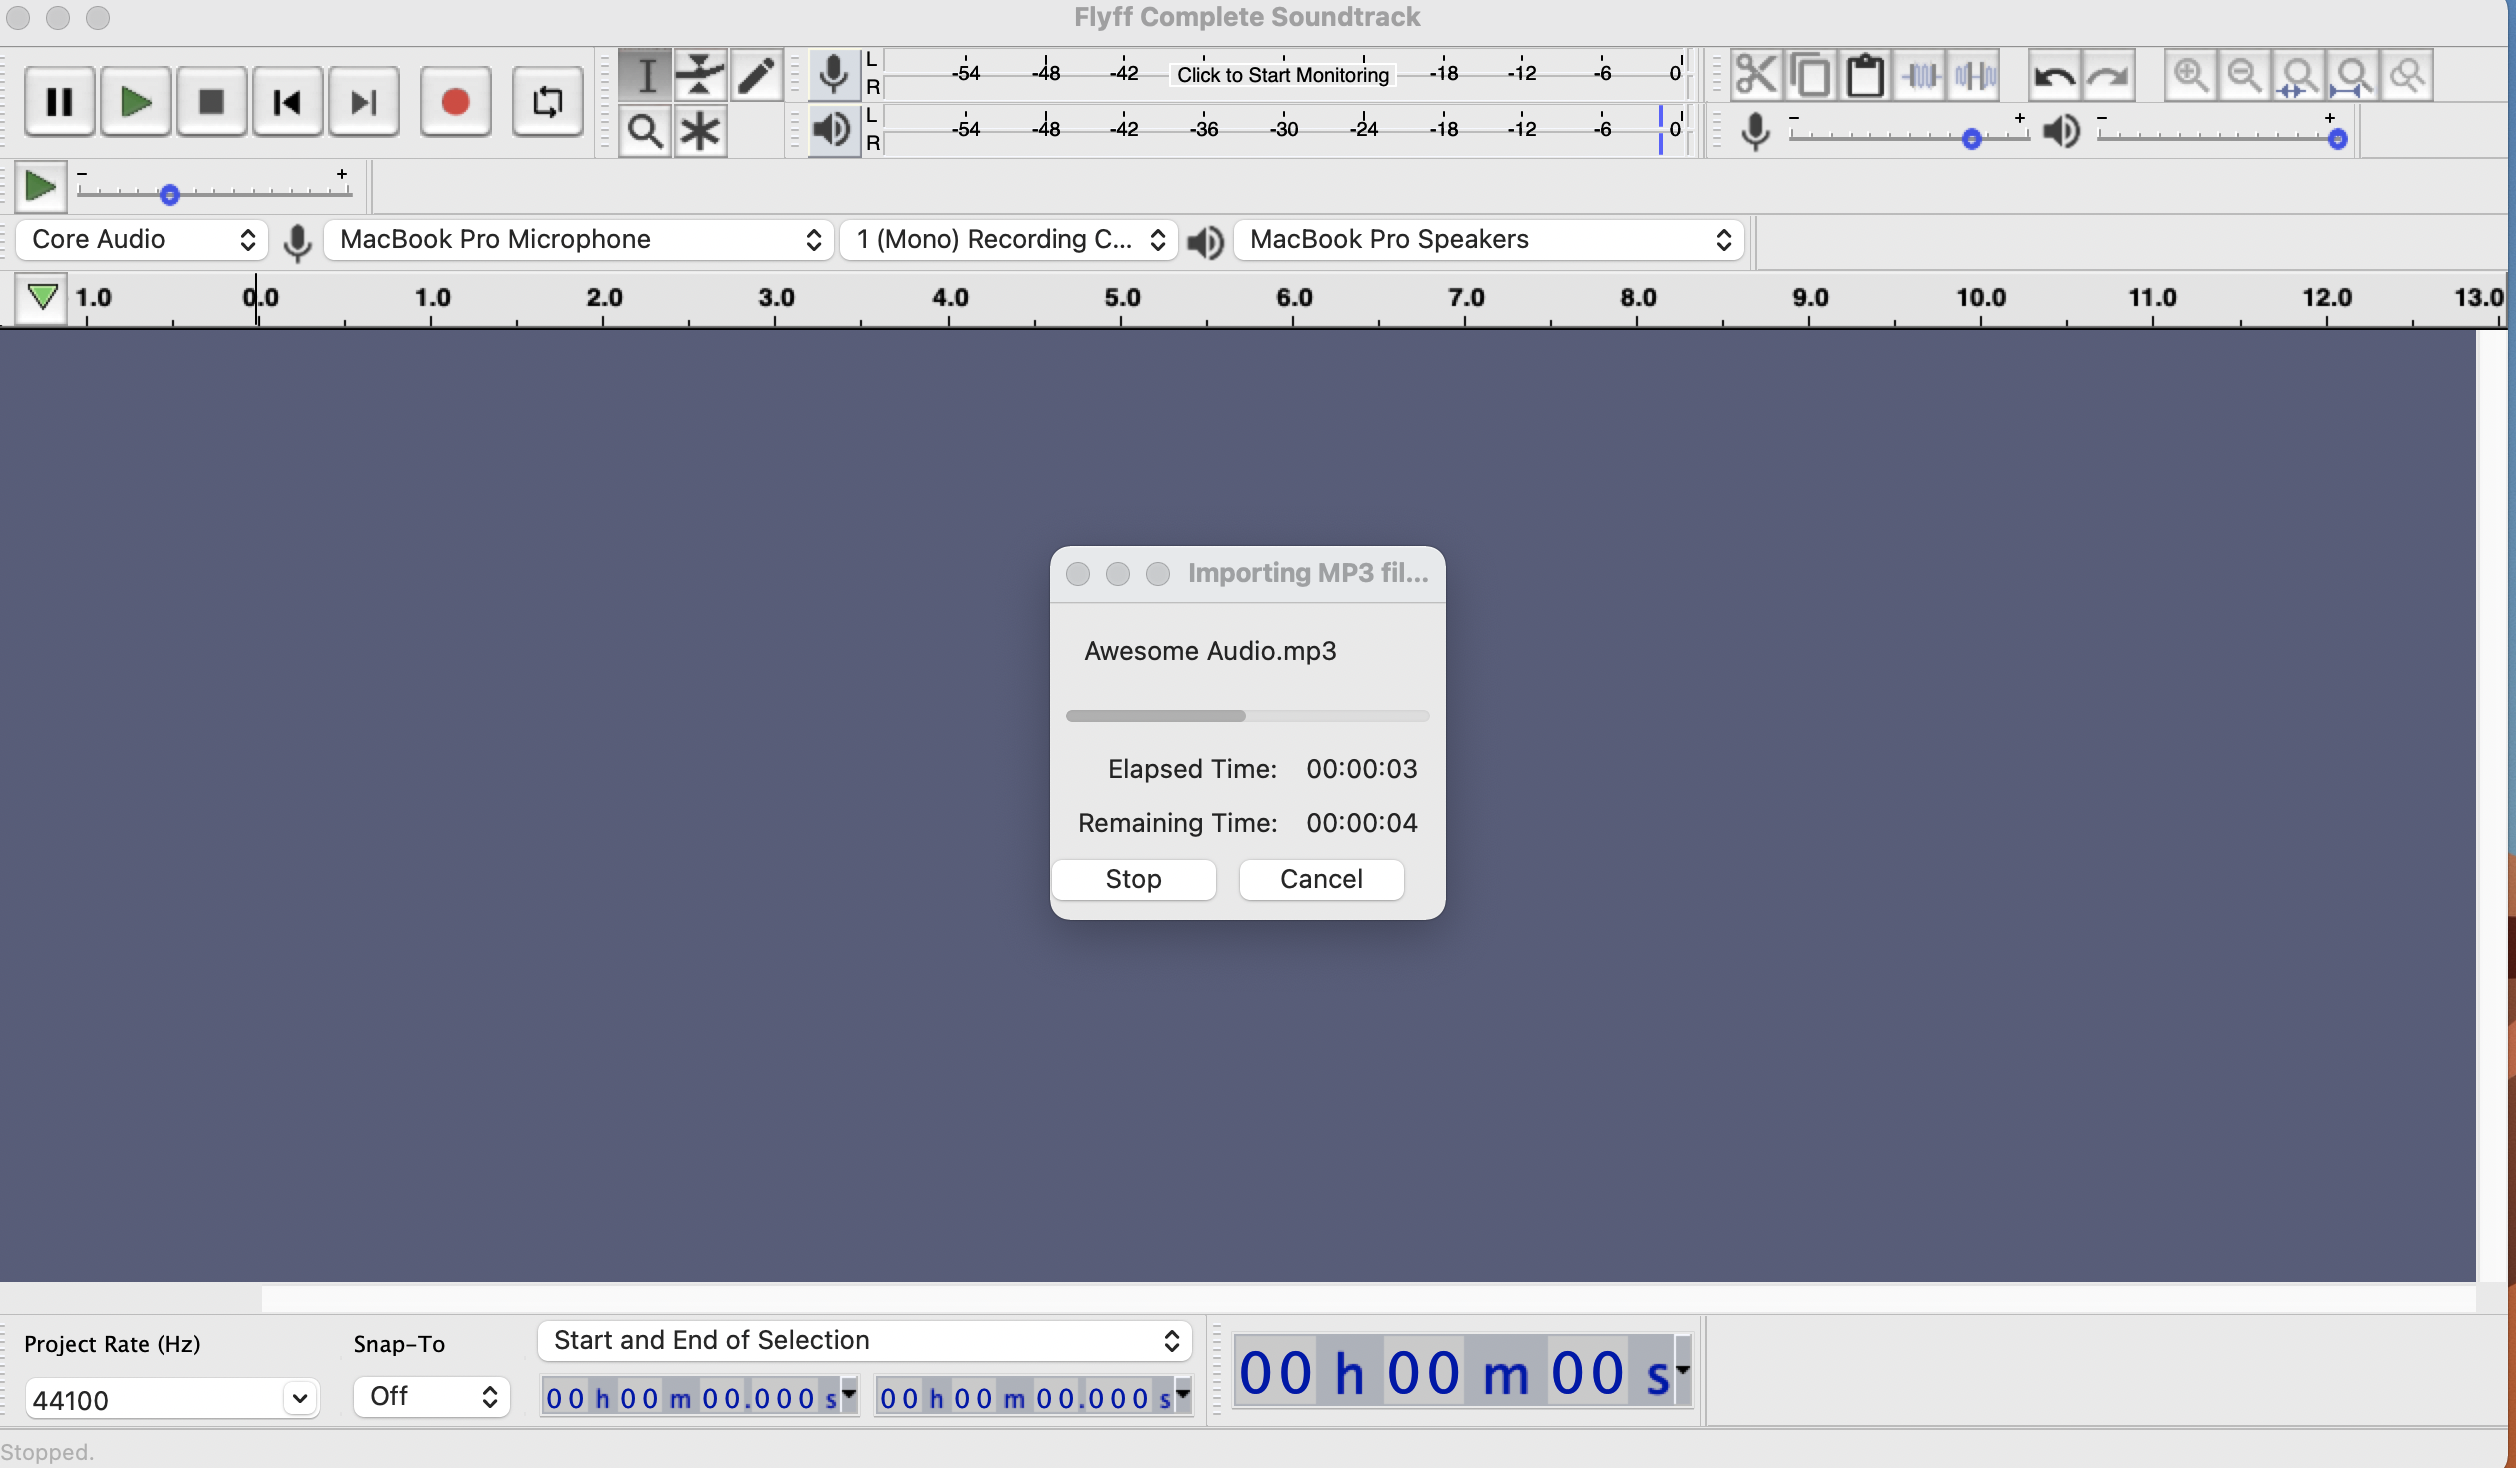 Flyff Complete Soundtrack
L
R
-54 -48 -42 Click to Start Monitoring -18 -12 -6 0
L
R
-54 -48 -42 -36 -30 -24 -18 -12 -6 0
- +
- +
- +
Core Audio
MacBook Pro Microphone
1 (Mono) Recording C...
MacBook Pro Speakers
1.0 0.0 1.0 2.0 3.0 4.0 5.0 6.0 7.0 8.0 9.0 10.0 11.0 12.0 13.0
Importing MP3 fil...
Awesome Audio.mp3
Elapsed Time: 00:00:03
Remaining Time: 00:00:04
Stop Cancel
Project Rate (Hz)
Snap-To
Start and End of Selection
44100
Off
00 h 00 m 00.000 s
00 h 00 m 00.000 s
00 h 00 m 00 s
Stopped.